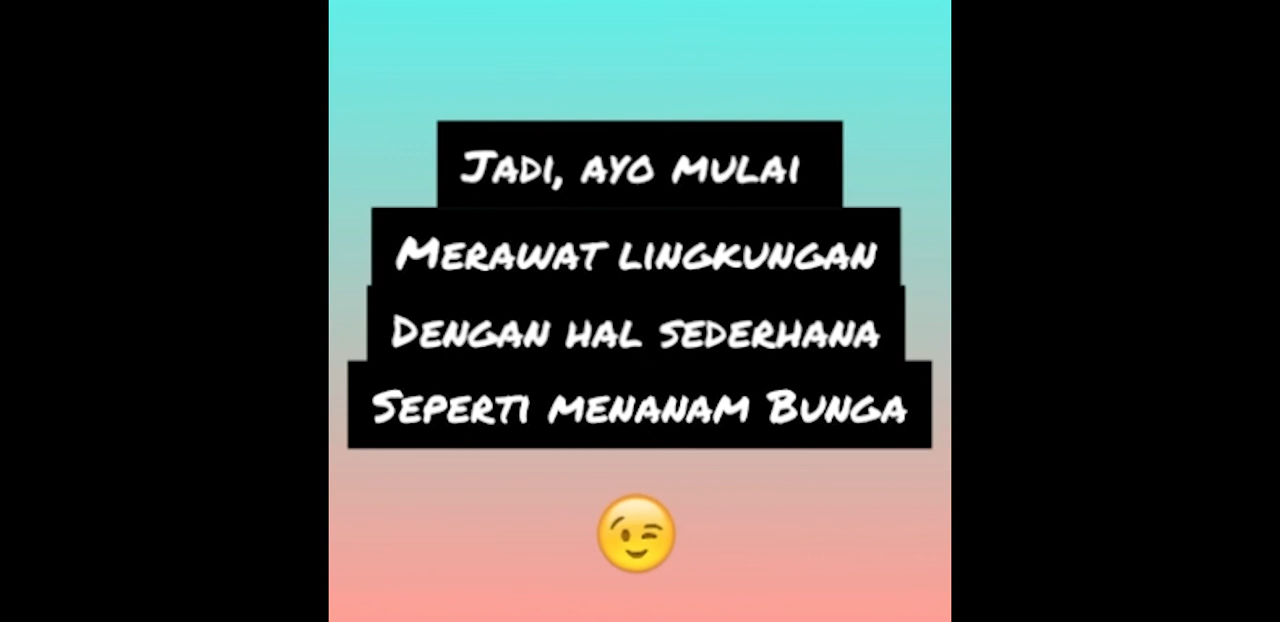 Jadi, ayo mulai
Merawat lingkungan
Dengan hal sederhana
Seperti menanam Bunga